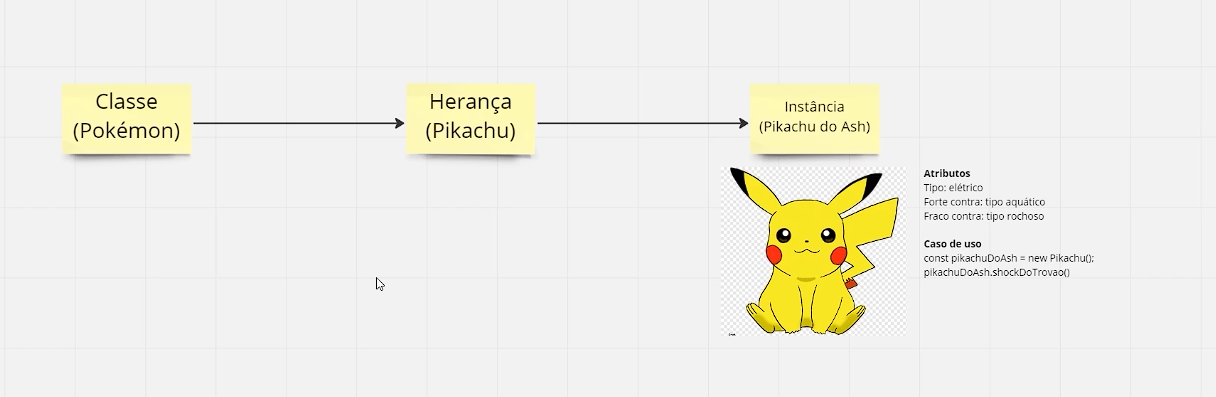 Classe
(Pokémon)
Herança
(Pikachu)
Instância
(Pikachu do Ash)
Atributos
Tipo: elétrico
Forte contra: tipo aquático
Fraco contra: tipo rochoso
Caso de uso
const pikachuDoAsh = new Pikachu();
pikachuDoAsh.shockDoTrovao()